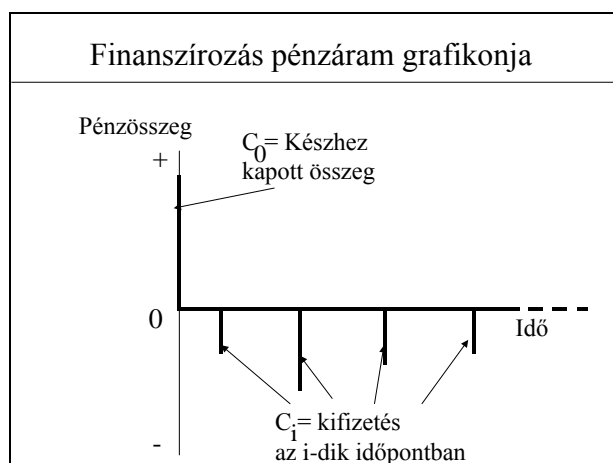 Finanszírozás pénzáram grafikonja
Pénzösszeg
+
C0= Készhez
kapott összeg
0
Idő
Ci= kifizetés
az i-dik időpontban
-